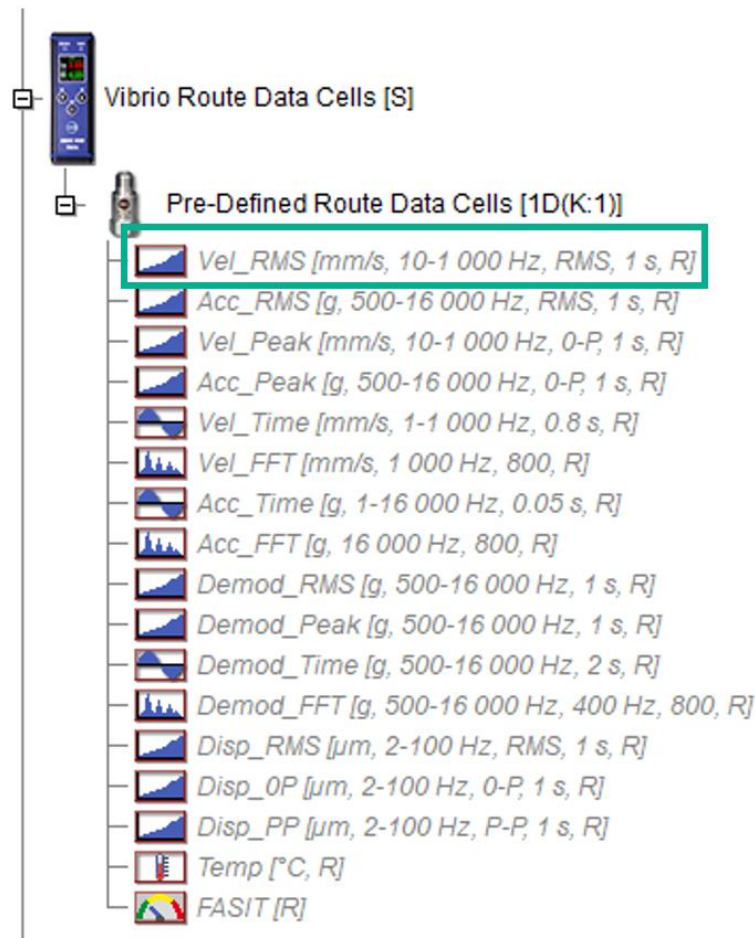 Vibrio Route Data Cells [S]
Pre-Defined Route Data Cells [1D(K:1)]
Vel_RMS [mm/s, 10-1 000 Hz, RMS, 1 s, R]
Acc_RMS [g, 500-16 000 Hz, RMS, 1 s, R]
Vel_Peak [mm/s, 10-1 000 Hz, 0-P, 1 s, R]
Acc_Peak [g, 500-16 000 Hz, 0-P, 1 s, R]
Vel_Time [mm/s, 1-1 000 Hz, 0.8 s, R]
Vel_FFT [mm/s, 1 000 Hz, 800, R]
Acc_Time [g, 1-16 000 Hz, 0.05 s, R]
Acc_FFT [g, 16 000 Hz, 800, R]
Demod_RMS [g, 500-16 000 Hz, 1 s, R]
Demod_Peak [g, 500-16 000 Hz, 1 s, R]
Demod_Time [g, 500-16 000 Hz, 2 s, R]
Demod_FFT [g, 500-16 000 Hz, 400 Hz, 800, R]
Disp_RMS [µm, 2-100 Hz, RMS, 1 s, R]
Disp_0P [µm, 2-100 Hz, 0-P, 1 s, R]
Disp_PP [µm, 2-100 Hz, P-P, 1 s, R]
Temp [°C, R]
FASIT [R]